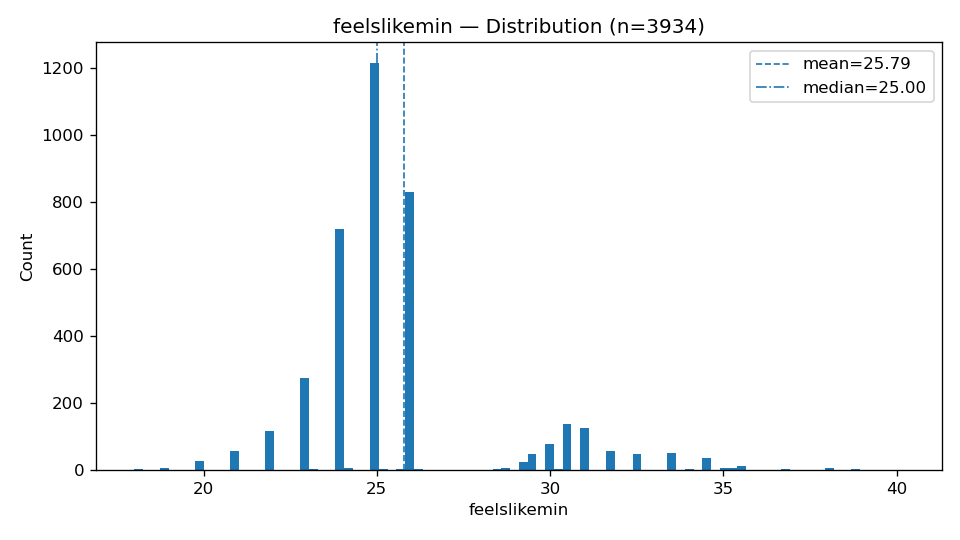 feelslikemin — Distribution (n=3934)
mean=25.79
median=25.00
1200
1000
800
600
400
200
0
Count
20 25 30 35 40
feelslikemin